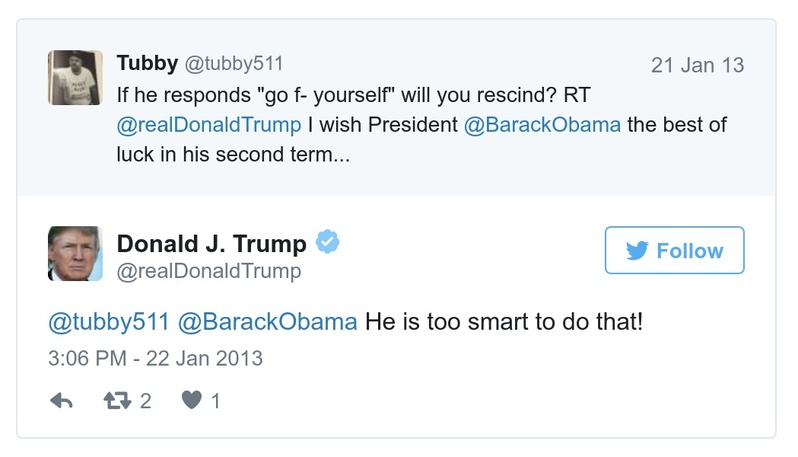 Tubby @tubby511 21 Jan 13
If he responds "go f- yourself" will you rescind? RT
@realDonaldTrump I wish President @BarackObama the best of
luck in his second term...
Donald J. Trump
@realDonaldTrump
Follow
@tubby511 @BarackObama He is too smart to do that!
3:06 PM - 22 Jan 2013
2 1